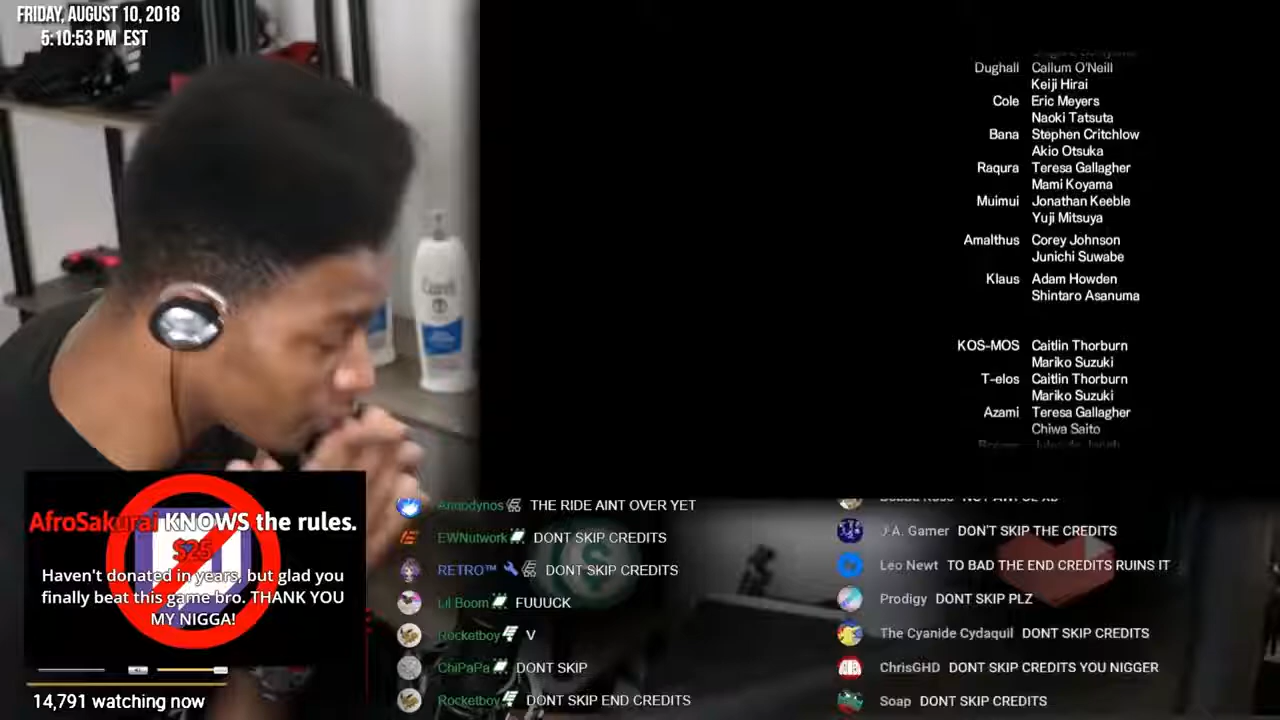 FRIDAY, AUGUST 10, 2018
5:10:53 PM EST
Dughall Callum O'Neill
Keiji Hirai
Cole Eric Meyers
Naoki Tatsuta
Bana Stephen Critchlow
Akio Otsuka
Raqura Teresa Gallagher
Mami Koyama
Muimui Jonathan Keeble
Yuji Mitsuya
Amalthus Corey Johnson
Junichi Suwabe
Klaus Adam Howden
Shintaro Asanuma
KOS-MOS Caitlin Thorburn
Mariko Suzuki
T-elos Caitlin Thorburn
Mariko Suzuki
Azami Teresa Gallagher
Chiwa Saito
AfroSakurai KNOWS the rules.
$25
Haven't donated in years, but glad you
finally beat this game bro. THANK YOU
MY NIGGA!
14,791 watching now
THE RIDE AINT OVER YET
EWNutwork DONT SKIP CREDITS
RETRO™ DONT SKIP CREDITS
Lil Boom FUUUCK
Rocketboy V
ChiPaPa DONT SKIP
Rocketboy DONT SKIP END CREDITS
J.A. Gamer DON'T SKIP THE CREDITS
Leo Newt TO BAD THE END CREDITS RUINS IT
Prodigy DONT SKIP PLZ
The Cyanide Cydaquil DONT SKIP CREDITS
ChrisGHD DONT SKIP CREDITS YOU NIGGER
Soap DONT SKIP CREDITS